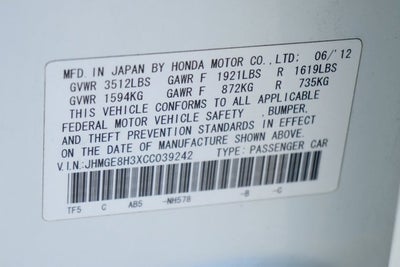 MFD. IN JAPAN BY HONDA MOTOR CO.,LTD: 06/'12
GVWR 3512LBS GAWR F 1921LBS R 1619LBS
GVWR 1594KG GAWR F 872KG R 735KG
THIS VEHICLE CONFORMS TO ALL APPLICABLE
FEDERAL MOTOR VEHICLE SAFETY ,BUMPER,
AND THEFT PREVENTION STANDARDS IN EFFECT
ON THE DATE OF MANUFACTURE SHOWN ABOVE.
V.I.N.:JHMGE8H3XCC039242 TYPE: PASSENGER CAR
TF5 C AB5 -NH578 -B -G